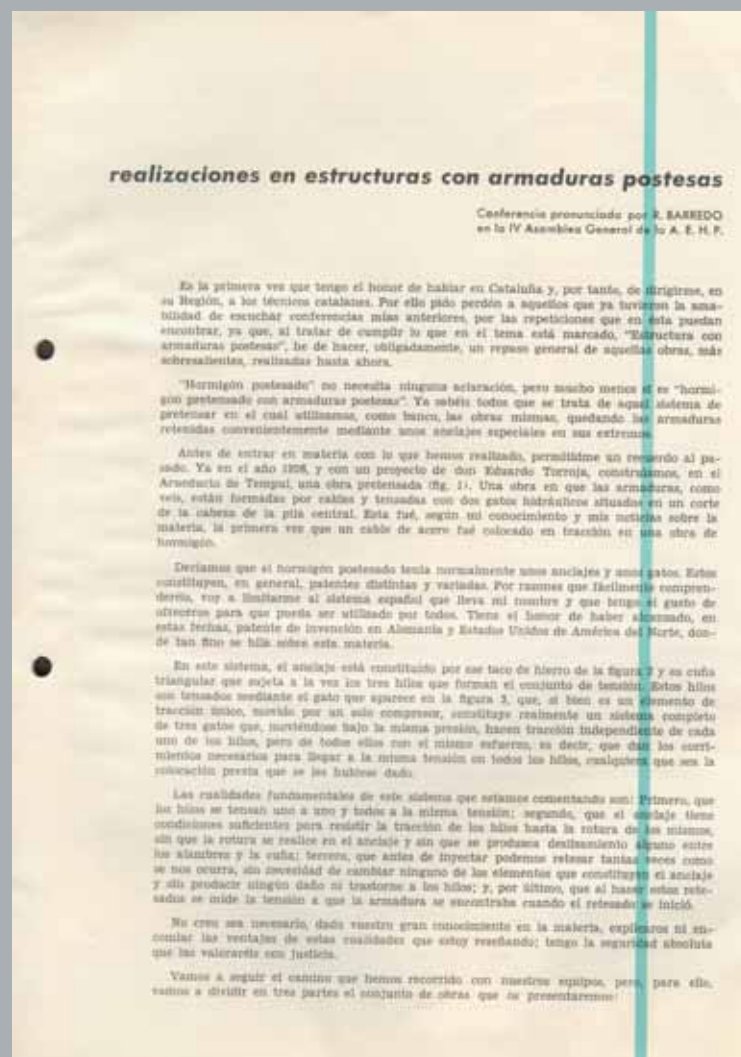 realizaciones en estructuras con armaduras postesas
Conferencia pronunciada por R. BARREDO
en la IV Asamblea General de la A. E. H. P.
Es la primera vez que tengo el honor de hablar en Cataluña y, por tanto, de dirigirme, en
su Región, a los técnicos catalanes. Por ello pido perdón a aquellos que ya tuvieron la ama-
bilidad de escuchar conferencias mías anteriores, por las repeticiones que en ésta puedan
encontrar, ya que, al tratar de cumplir lo que en el tema está marcado, "Estructura con
armaduras postesas", he de hacer, obligadamente, un repaso general de aquellas obras, más
sobresalientes, realizadas hasta ahora.
"Hormigón postesado" no necesita ninguna aclaración, pero mucho menos si es "hormi-
gón pretensado con armaduras postesas". Ya sabéis todos que se trata de aquel sistema de
pretensar en el cual utilizamos, como banco, las obras mismas, quedando las armaduras
retenidas convenientemente mediante unos anclajes especiales en sus extremos.
Antes de entrar en materia con lo que hemos realizado, permitidme un recuerdo al pa-
sado. Ya en el año 1926, y con un proyecto de don Eduardo Torroja, construíamos, en el
Acueducto de Tempul, una obra pretensada (fig. 1). Una obra en que las armaduras, como
veis, están formadas por cables y tensadas con dos gatos hidráulicos situados en un corte
de la cabeza de la pila central. Esta fué, según mi conocimiento y mis noticias sobre la
materia, la primera vez que un cable de acero fué colocado en tracción en una obra de
hormigón.
Decíamos que el hormigón postesado tenía normalmente unos anclajes y unos gatos. Estos
constituyen, en general, patentes distintas y variadas. Por razones que fácilmente compren-
deréis, voy a limitarme al sistema español que lleva mi nombre y que tengo el gusto de
ofreceros para que pueda ser utilizado por todos. Tiene el honor de haber alcanzado, en
estas fechas, patente de invención en Alemania y Estados Unidos de América del Norte, don-
de tan fino se hila sobre esta materia.
En este sistema, el anclaje está constituido por ese taco de hierro de la figura 2 y su cuña
triangular que sujeta a la vez los tres hilos que forman el conjunto de tensión. Estos hilos
son tensados mediante el gato que aparece en la figura 3, que, si bien es un elemento de
tracción único, movido por un solo compresor, constituye realmente un sistema completo
de tres gatos que, moviéndose bajo la misma presión, hacen tracción independiente de cada
uno de los hilos, pero de todos ellos con el mismo esfuerzo, es decir, que dan los corri-
mientos necesarios para llegar a la misma tensión en todos los hilos, cualquiera que sea la
colocación previa que se les hubiese dado.
Las cualidades fundamentales de este sistema que estamos comentando son: Primero, que
los hilos se tensan uno a uno y todos a la misma tensión; segundo, que el anclaje tiene
condiciones suficientes para resistir la tracción de los hilos hasta la rotura de los mismos,
sin que la rotura se realice en el anclaje y sin que se produzca deslizamiento alguno entre
los alambres y la cuña; tercero, que antes de inyectar podemos retesar tantas veces como
se nos ocurra, sin necesidad de cambiar ninguno de los elementos que constituyen el anclaje
y sin producir ningún daño ni trastorno a los hilos; y, por último, que al hacer estos rete-
sados se mide la tensión a que la armadura se encontraba cuando el retesado se inició.
No creo sea necesario, dado vuestro gran conocimiento en la materia, explicaros ni en-
comiar las ventajas de estas cualidades que estoy reseñando; tengo la seguridad absoluta
que las valoraréis con justicia.
Vamos a seguir el camino que hemos recorrido con nuestros equipos, pero, para ello,
vamos a dividir en tres partes el conjunto de obras que os presentaremos: